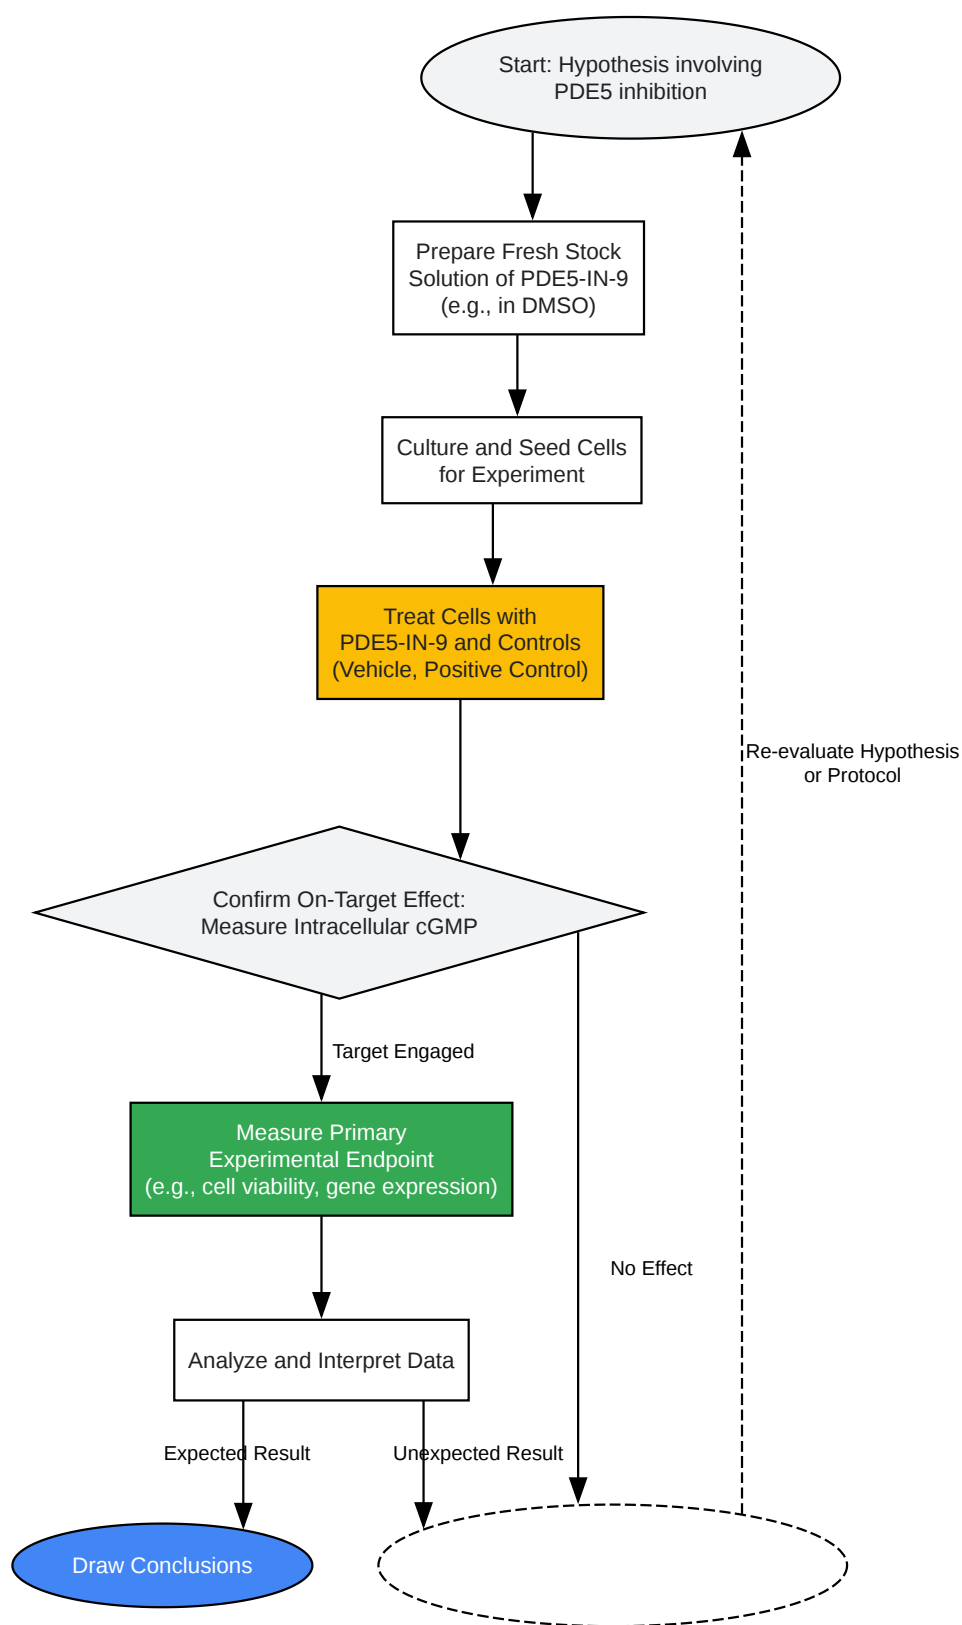 Start: Hypothesis involving
PDE5 inhibition
Prepare Fresh Stock
Solution of PDE5-IN-9
(e.g., in DMSO)
Culture and Seed Cells
for Experiment
Treat Cells with
PDE5-IN-9 and Controls
(Vehicle, Positive Control)
Re-evaluate Hypothesis
or Protocol
Confirm On-Target Effect:
Measure Intracellular cGMP
Target Engaged
Measure Primary
Experimental Endpoint
(e.g., cell viability, gene expression)
No Effect
Analyze and Interpret Data
Expected Result
Unexpected Result
Draw Conclusions